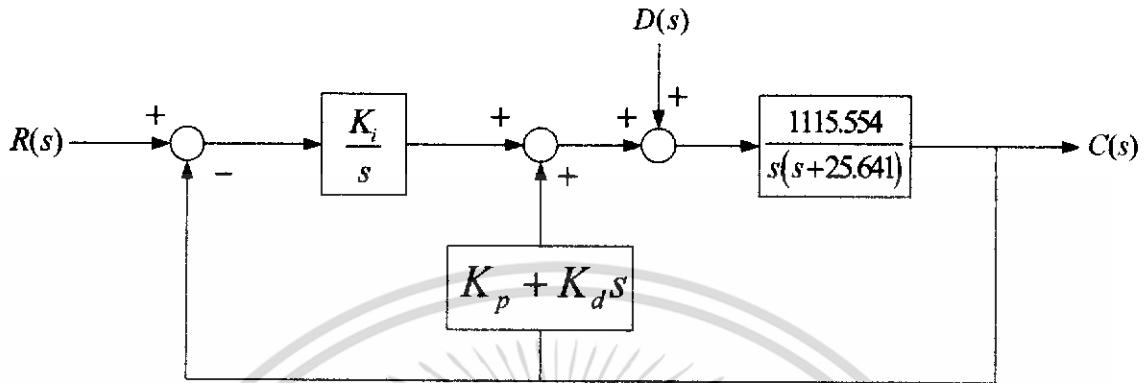 D(s)
+
R(s)
+
−
K_i
s
+
+
+
1115.554
s(s+25.641)
C(s)
K_p + K_d s